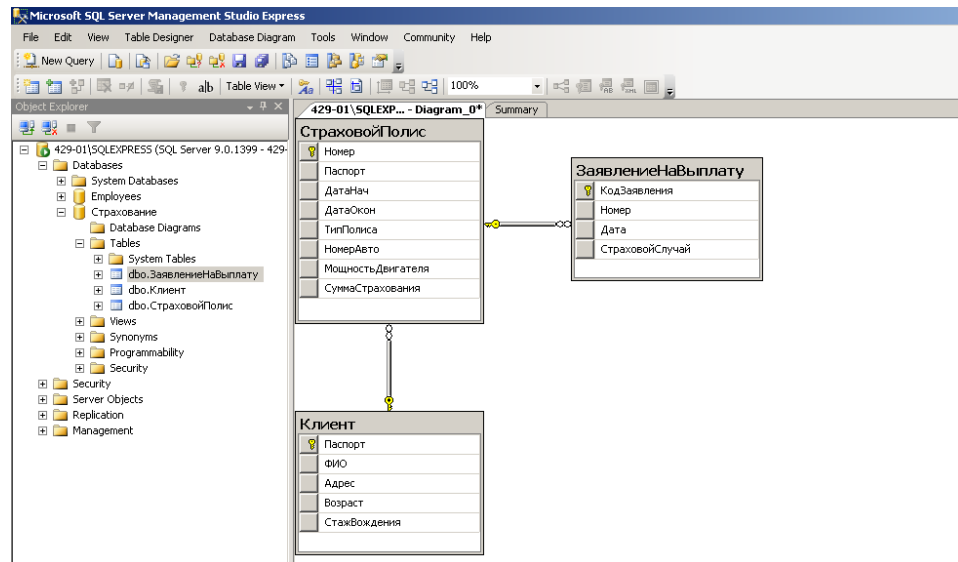 Microsoft SQL Server Management Studio Express
File Edit View Table Designer Database Diagram Tools Window Community Help
New Query
alb Table View 100%
Object Explorer
429-01\SQLEXP... - Diagram_0* Summary
429-01\SQLEXPRESS (SQL Server 9.0.1399 - 429-
Databases
System Databases
Employees
Страхование
Database Diagrams
Tables
System Tables
dbo.ЗаявлениеНаВыплату
dbo.Клиент
dbo.СтраховойПолис
Views
Synonyms
Programmability
Security
Security
Server Objects
Replication
Management
СтраховойПолис
Номер
Паспорт
ДатаНач
ДатаОкон
ТипПолиса
НомерАвто
МощностьДвигателя
СуммаСтрахования
ЗаявлениеНаВыплату
КодЗаявления
Номер
Дата
СтраховойСлучай
Клиент
Паспорт
ФИО
Адрес
Возраст
СтажВождения